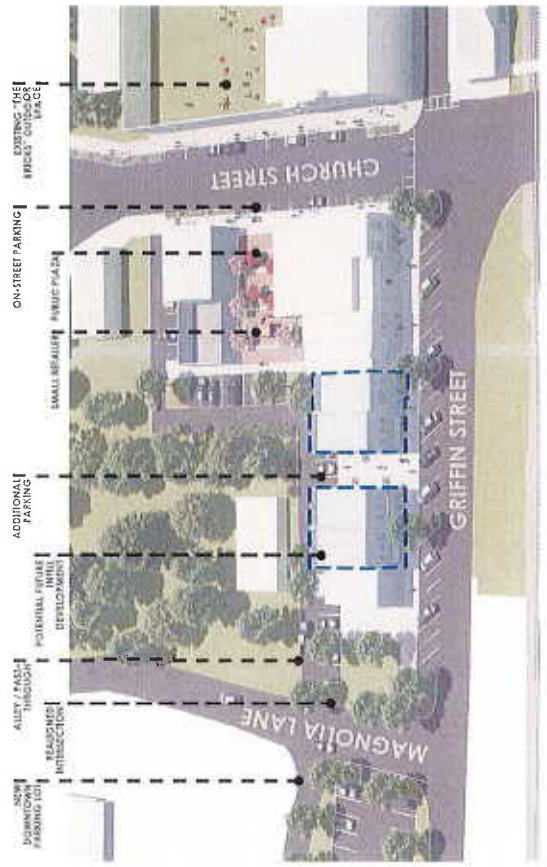 NEW
DOWNTOWN
PARKING LOT
REALIGNED
INTERSECTION
ALLEY / PASS-
THROUGH
POTENTIAL FUTURE
INFILL
DEVELOPMENT
ADDITIONAL
PARKING
SMALL RETAILER
PUBLIC PLAZA
ON-STREET PARKING
EXISTING "THE
BRICKS" OUTDOOR
SPACE
MAGNOLIA LANE
GRIFFIN STREET
CHURCH STREET